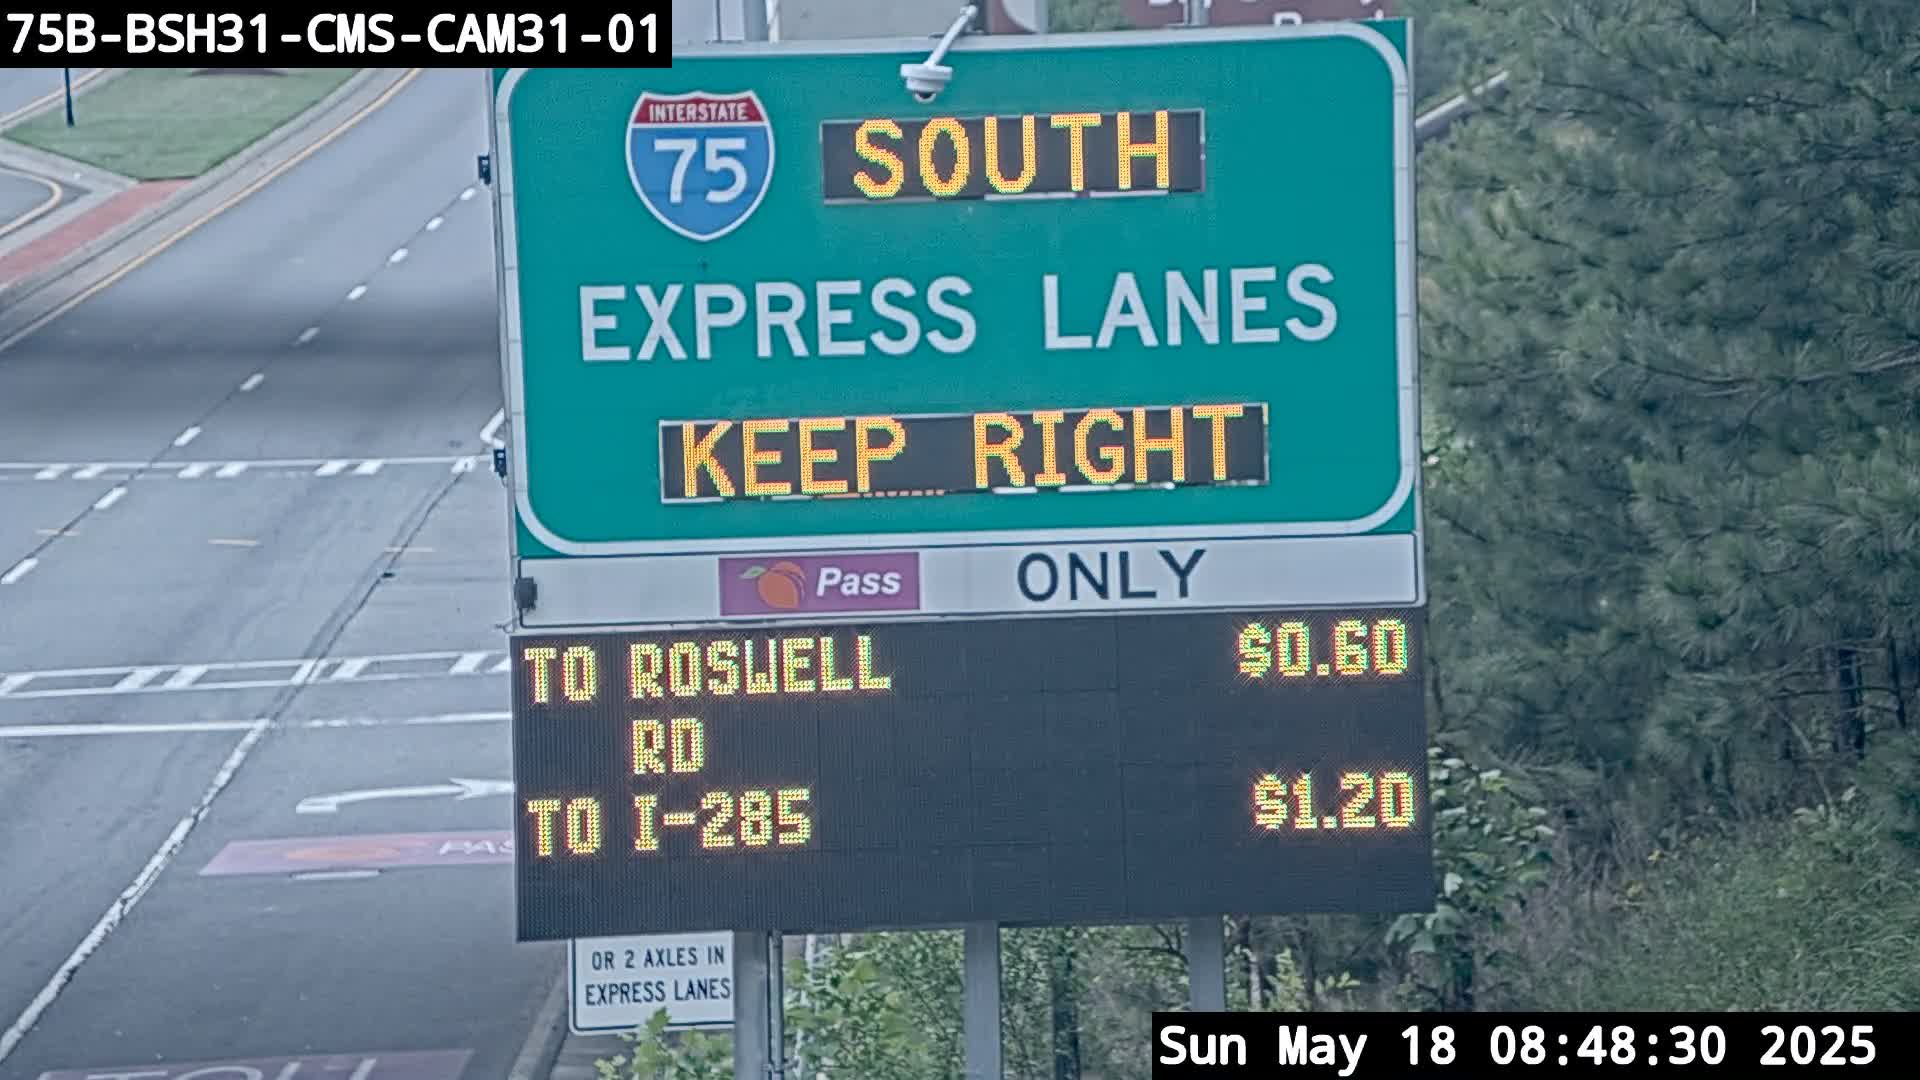 75B-BSH31-CMS-CAM31-01
INTERSTATE
75
SOUTH
EXPRESS LANES
KEEP RIGHT
Pass ONLY
TO ROSWELL $0.60
RD
TO I-285 $1.20
OR 2 AXLES IN
EXPRESS LANES
Sun May 18 08:48:30 2025